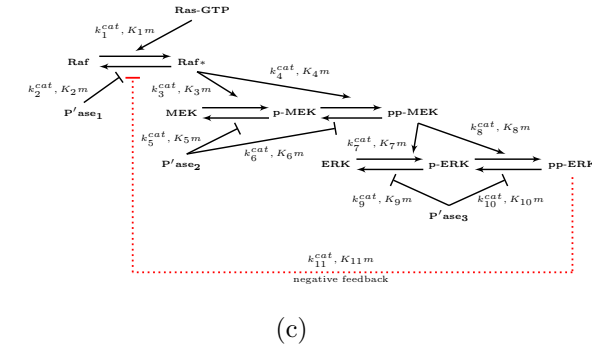 Ras-GTP
k_1^{cat}, K_1m
Raf
Raf*
k_4^{cat}, K_4m
k_2^{cat}, K_2m
k_3^{cat}, K_3m
P'ase_1
MEK
p-MEK
pp-MEK
k_5^{cat}, K_5m
k_8^{cat}, K_8m
k_6^{cat}, K_6m
k_7^{cat}, K_7m
P'ase_2
ERK
p-ERK
pp-ERK
k_9^{cat}, K_9m
k_10^{cat}, K_10m
P'ase_3
k_11^{cat}, K_11m
negative feedback
(c)